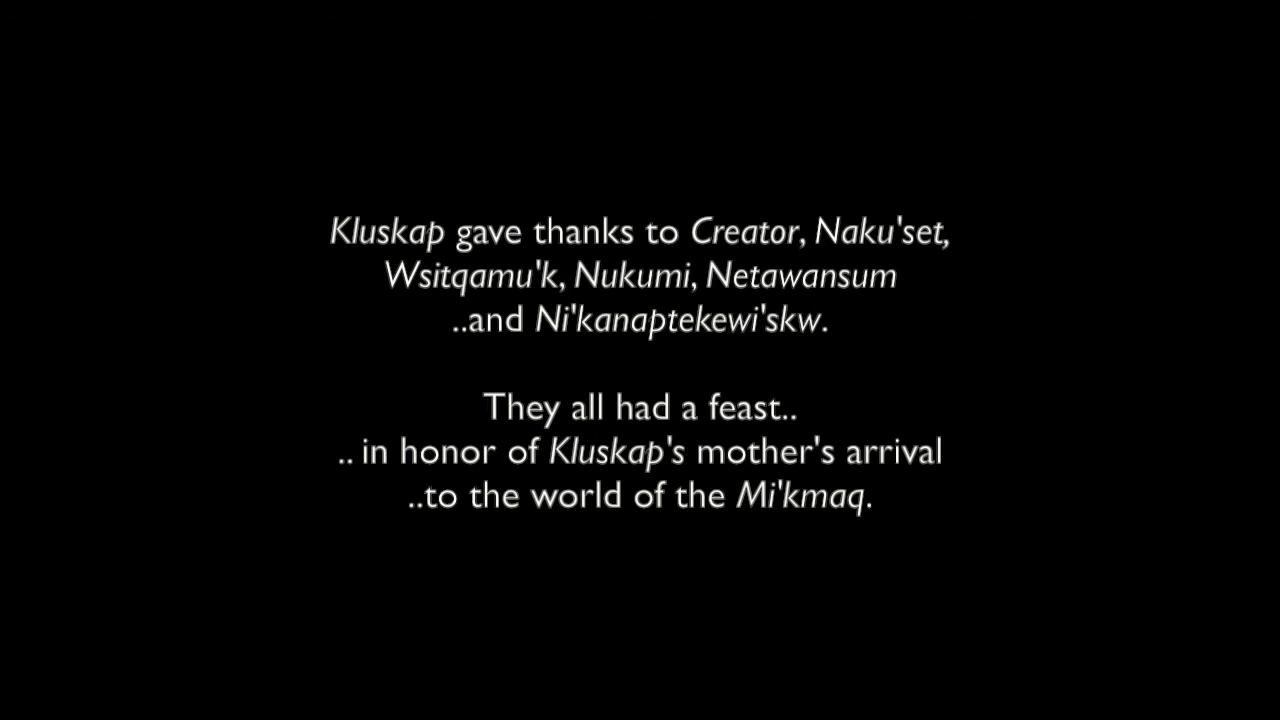 Kluskap gave thanks to Creator, Naku'set,
Wsitqamu'k, Nukumi, Netawansum
..and Ni'kanaptekewi'skw.
They all had a feast..
.. in honor of Kluskap's mother's arrival
..to the world of the Mi'kmaq.